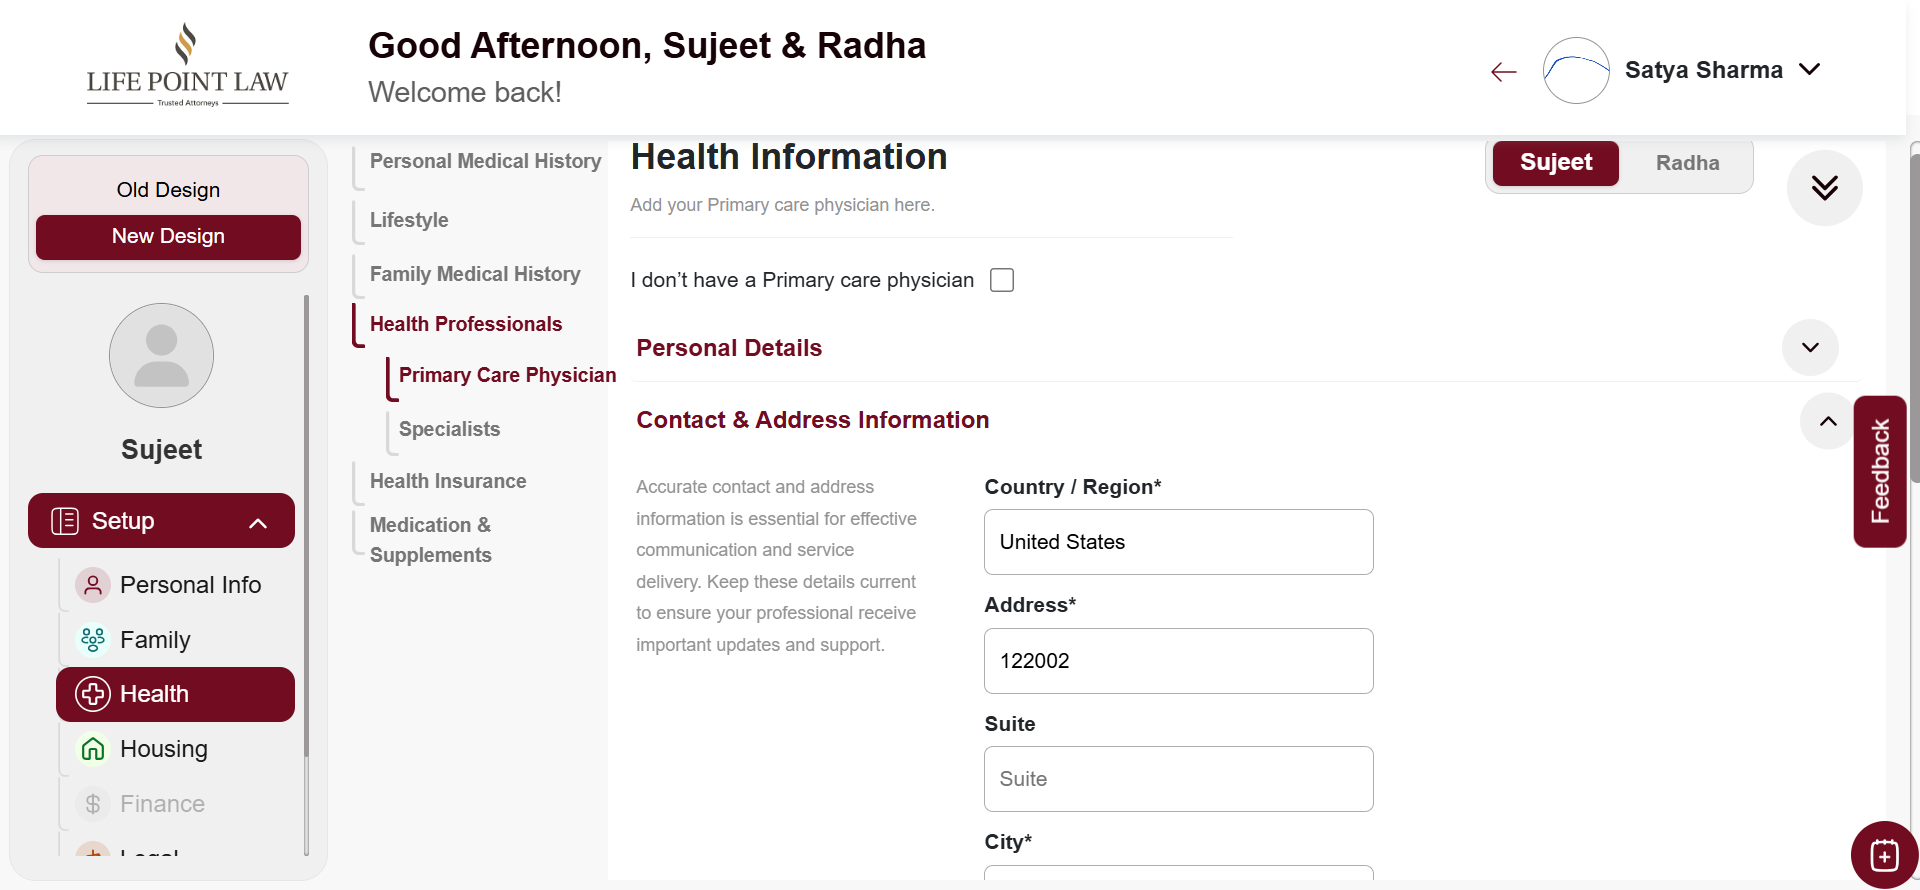 LIFE POINT LAW
Trusted Attorneys
Good Afternoon, Sujeet & Radha
Welcome back!
Satya Sharma
Old Design
New Design
Sujeet
Setup
Personal Info
Family
Health
Housing
Finance
Personal Medical History
Lifestyle
Family Medical History
Health Professionals
Primary Care Physician
Specialists
Health Insurance
Medication &
Supplements
Health Information
Add your Primary care physician here.
Sujeet
Radha
I don’t have a Primary care physician
Personal Details
Contact & Address Information
Accurate contact and address
information is essential for effective
communication and service
delivery. Keep these details current
to ensure your professional receive
important updates and support.
Country / Region*
United States
Address*
122002
Suite
Suite
City*
Feedback